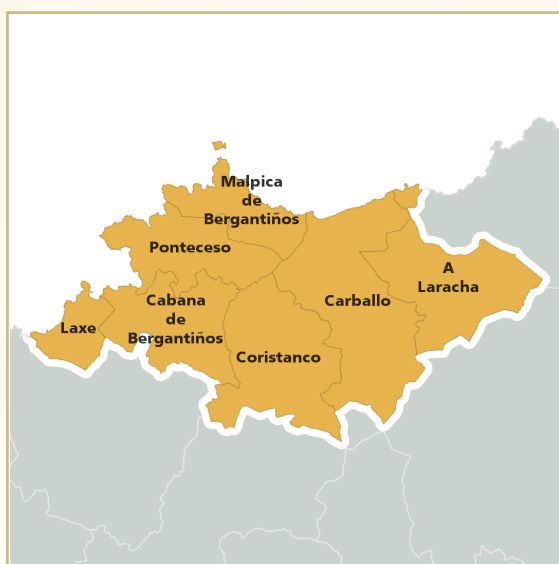 Malpica
de
Bergantiños
Ponteceso
A
Laracha
Cabana
de
Bergantiños
Carballo
Laxe
Coristanco